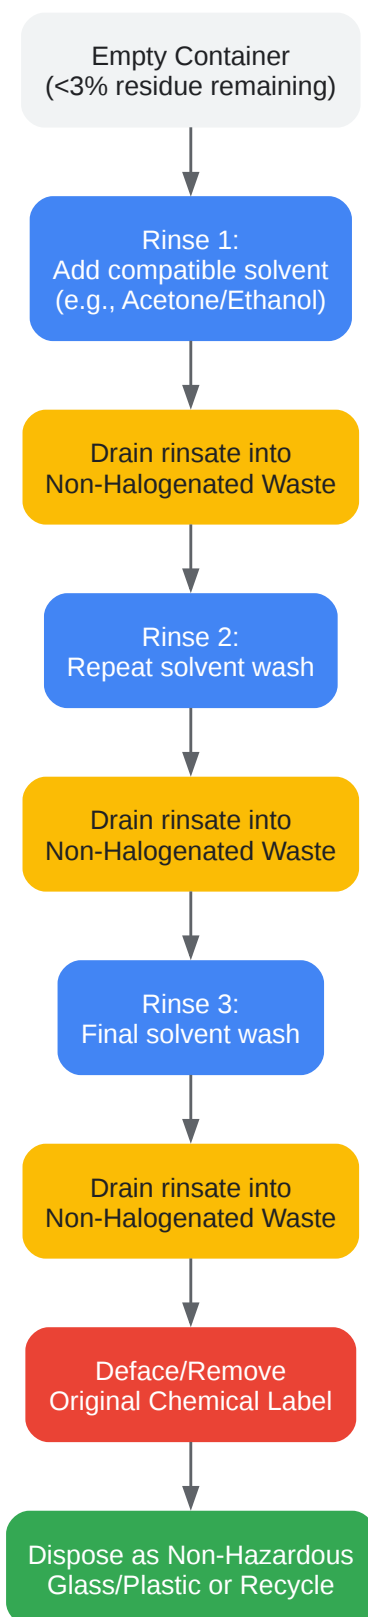 Empty Container
(<3% residue remaining)
Rinse 1:
Add compatible solvent
(e.g., Acetone/Ethanol)
Drain rinsate into
Non-Halogenated Waste
Rinse 2:
Repeat solvent wash
Drain rinsate into
Non-Halogenated Waste
Rinse 3:
Final solvent wash
Drain rinsate into
Non-Halogenated Waste
Deface/Remove
Original Chemical Label
Dispose as Non-Hazardous
Glass/Plastic or Recycle